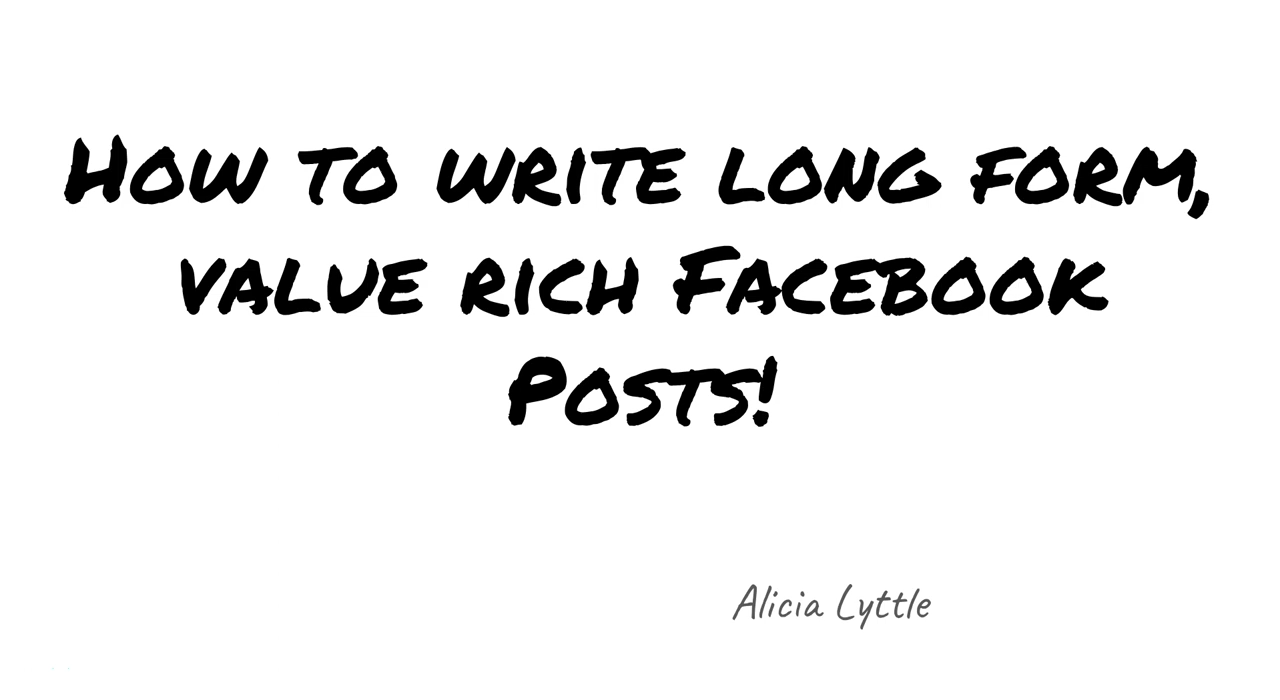 How to write long form,
value rich Facebook
Posts!
Alicia Lyttle